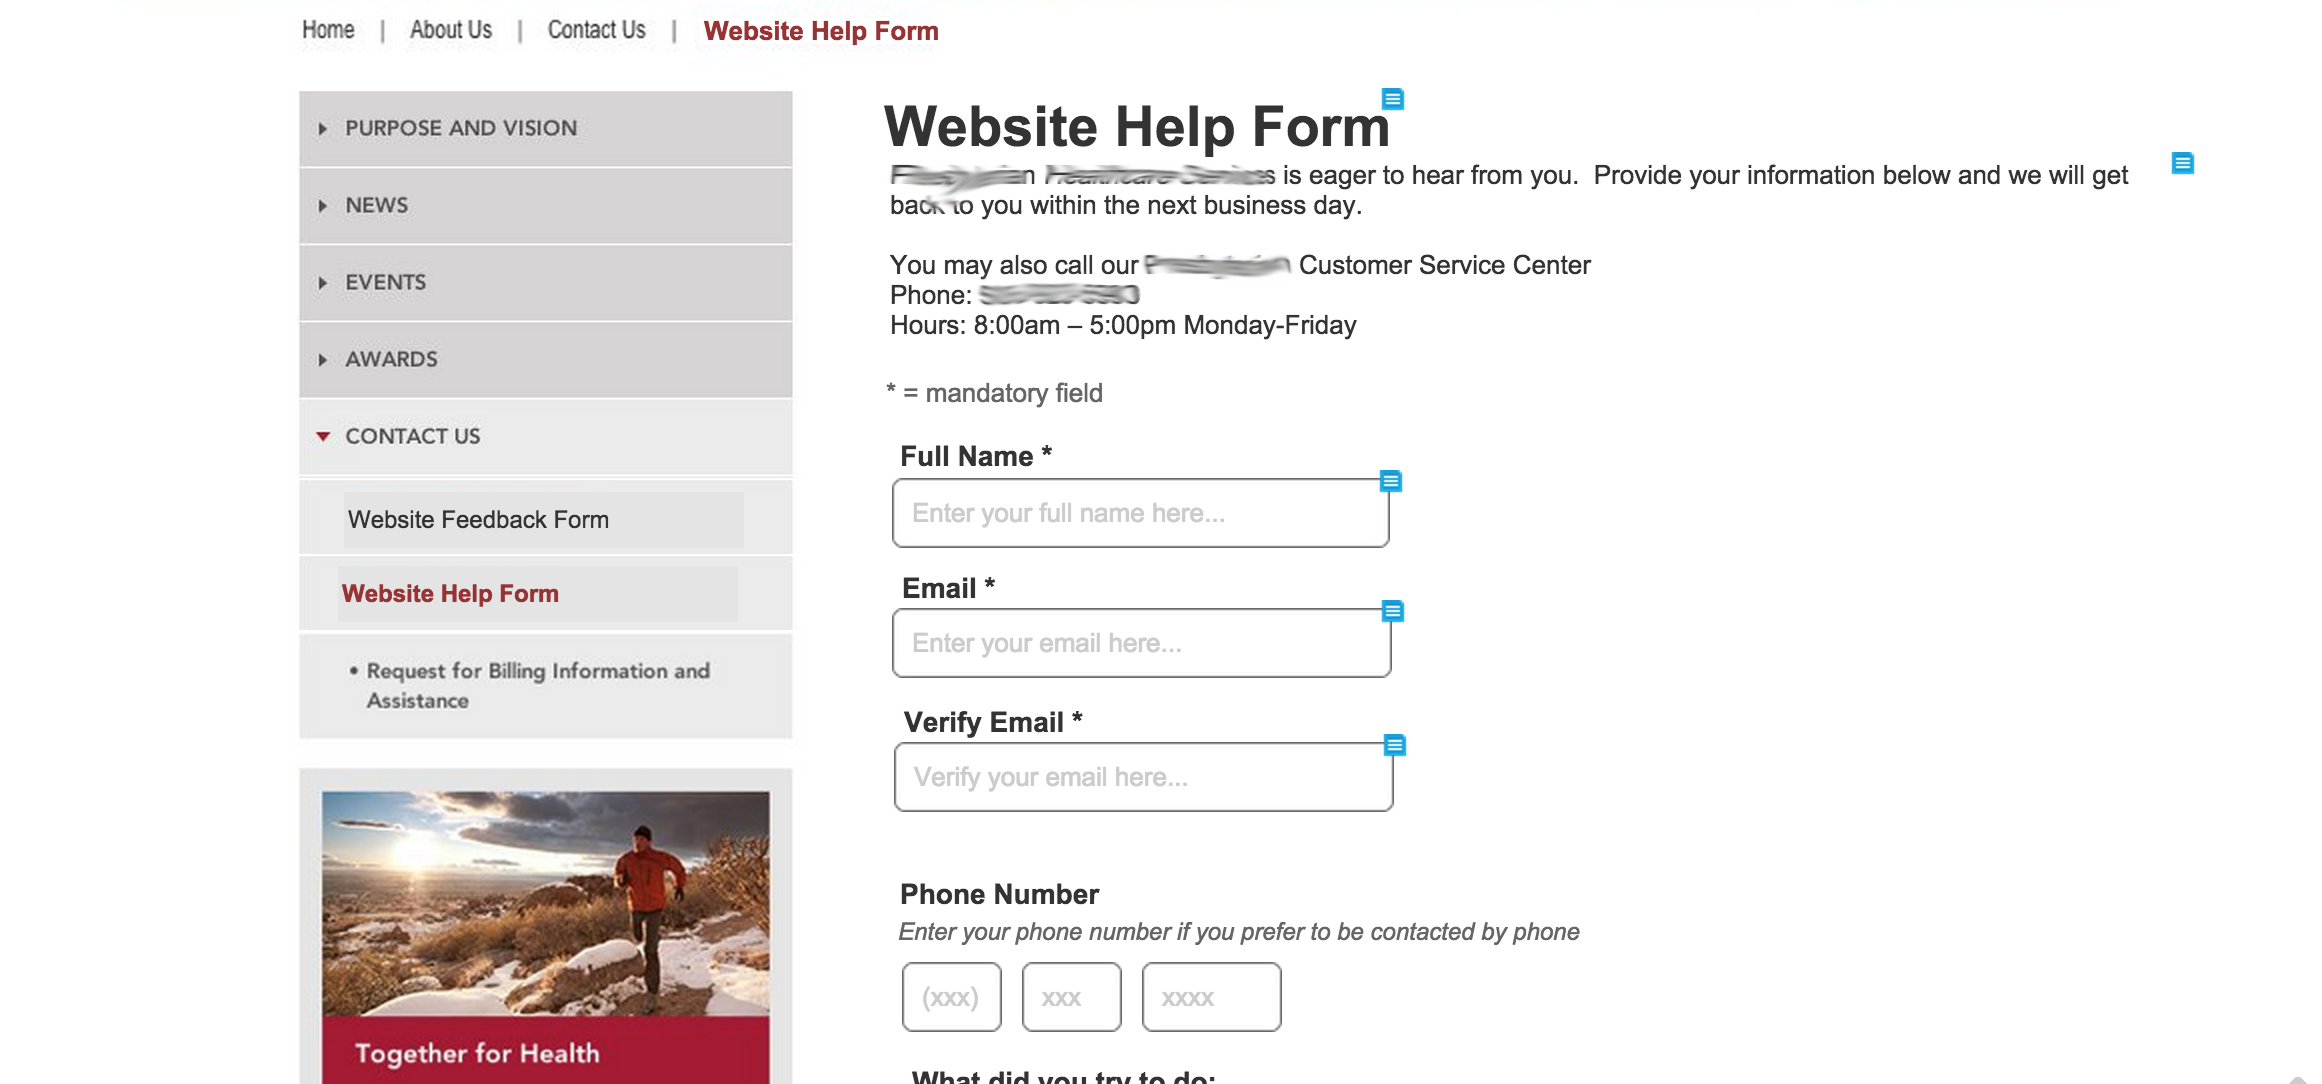 Home | About Us | Contact Us | Website Help Form
PURPOSE AND VISION
NEWS
EVENTS
AWARDS
CONTACT US
Website Feedback Form
Website Help Form
• Request for Billing Information and
Assistance
Together for Health
Website Help Form
is eager to hear from you. Provide your information below and we will get
back to you within the next business day.
You may also call our Customer Service Center
Phone:
Hours: 8:00am – 5:00pm Monday-Friday
* = mandatory field
Full Name *
Enter your full name here...
Email *
Enter your email here...
Verify Email *
Verify your email here...
Phone Number
Enter your phone number if you prefer to be contacted by phone
(xxx) xxx xxxx
What did you try to do: